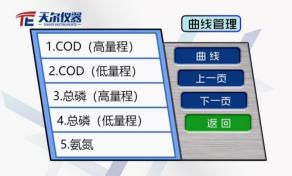 TE 天尔仪器
曲线管理
1.COD（高量程）
2.COD（低量程）
3.总磷（高量程）
4.总磷（低量程）
5.氨氮
曲 线
上一页
下一页
返 回